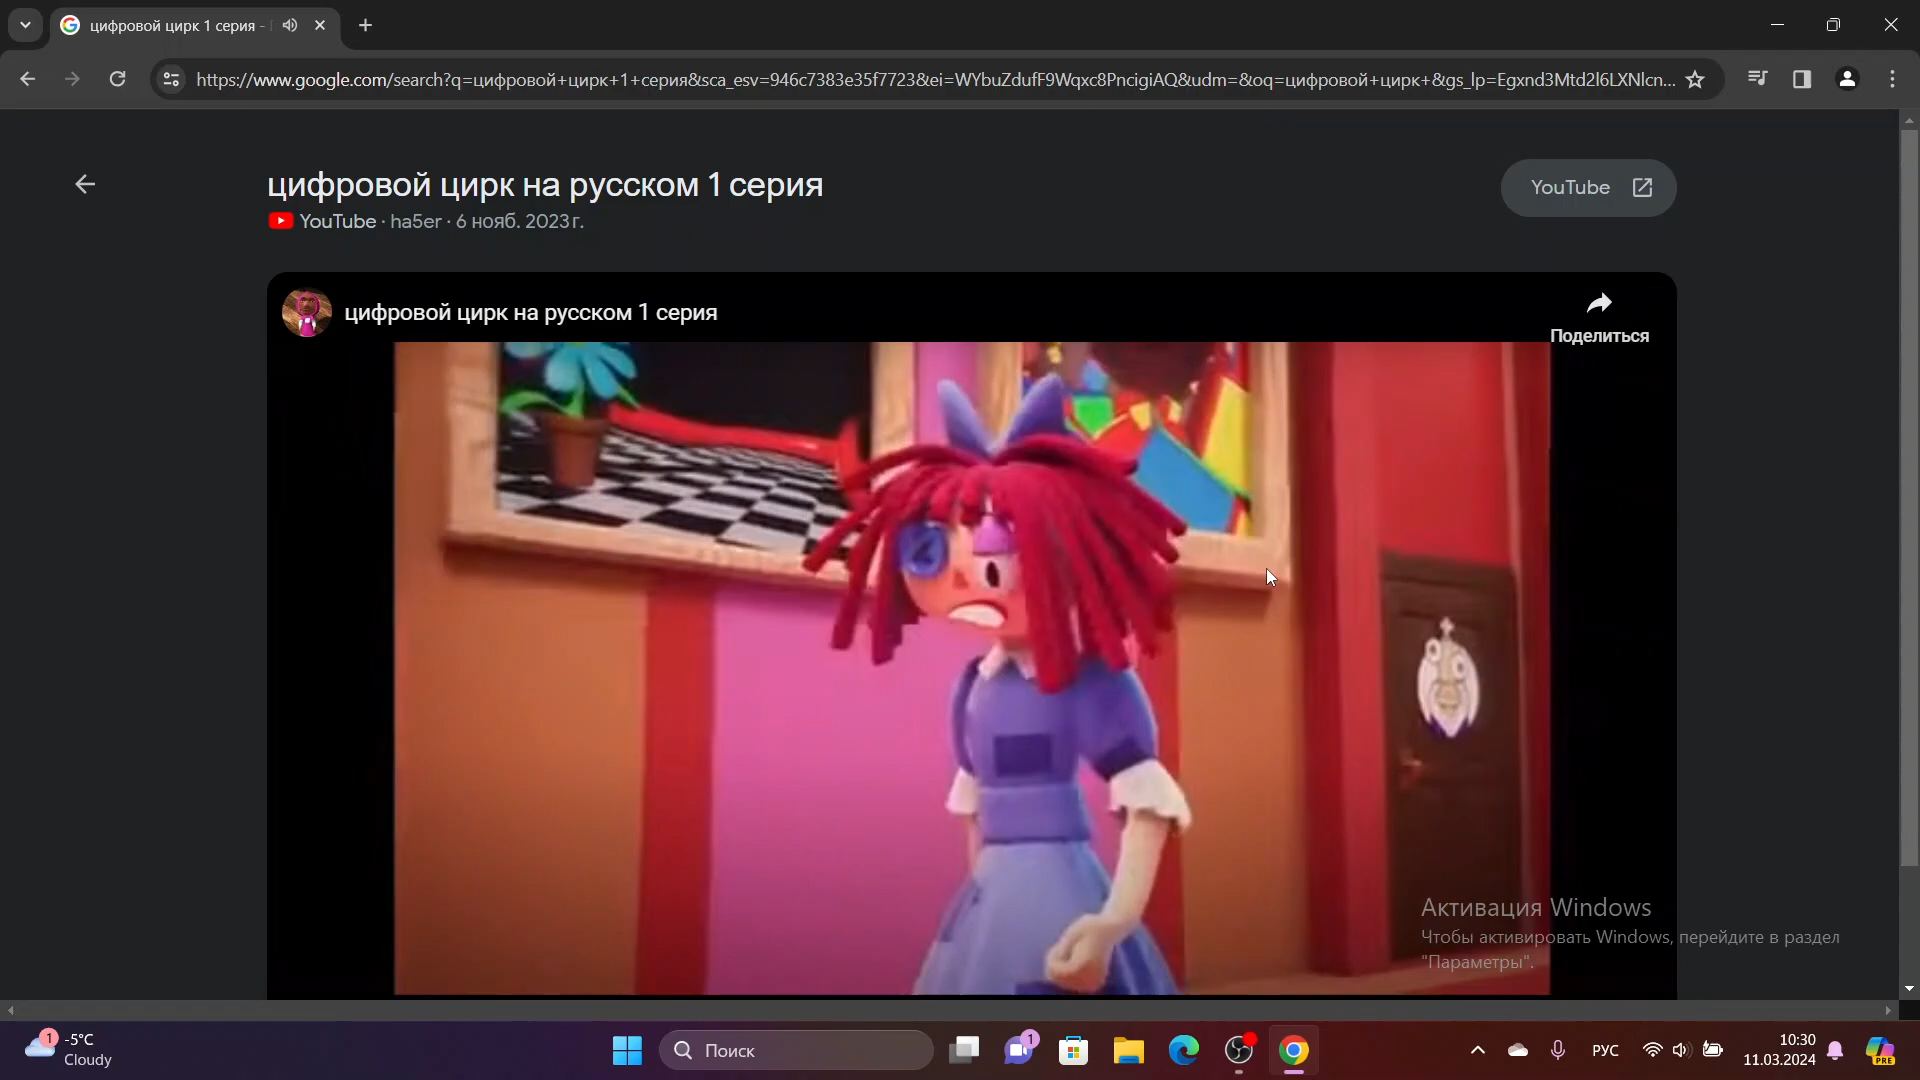 цифровой цирк 1 серия -
https://www.google.com/search?q=цифровой+цирк+1+серия&sca_esv=946c7383e35f7723&ei=WYbuZdufF9Wqxc8PncigiAQ&udm=&oq=цифровой+цирк+&gs_lp=Egxnd3Mtd2l6LXNlcn...
цифровой цирк на русском 1 серия
YouTube
YouTube · ha5er · 6 нояб. 2023 г.
цифровой цирк на русском 1 серия
Поделиться
Активация Windows
Чтобы активировать Windows, перейдите в раздел
"Параметры".
1
-5°C
Cloudy
Поиск
1
РУС
10:30
11.03.2024
PRE